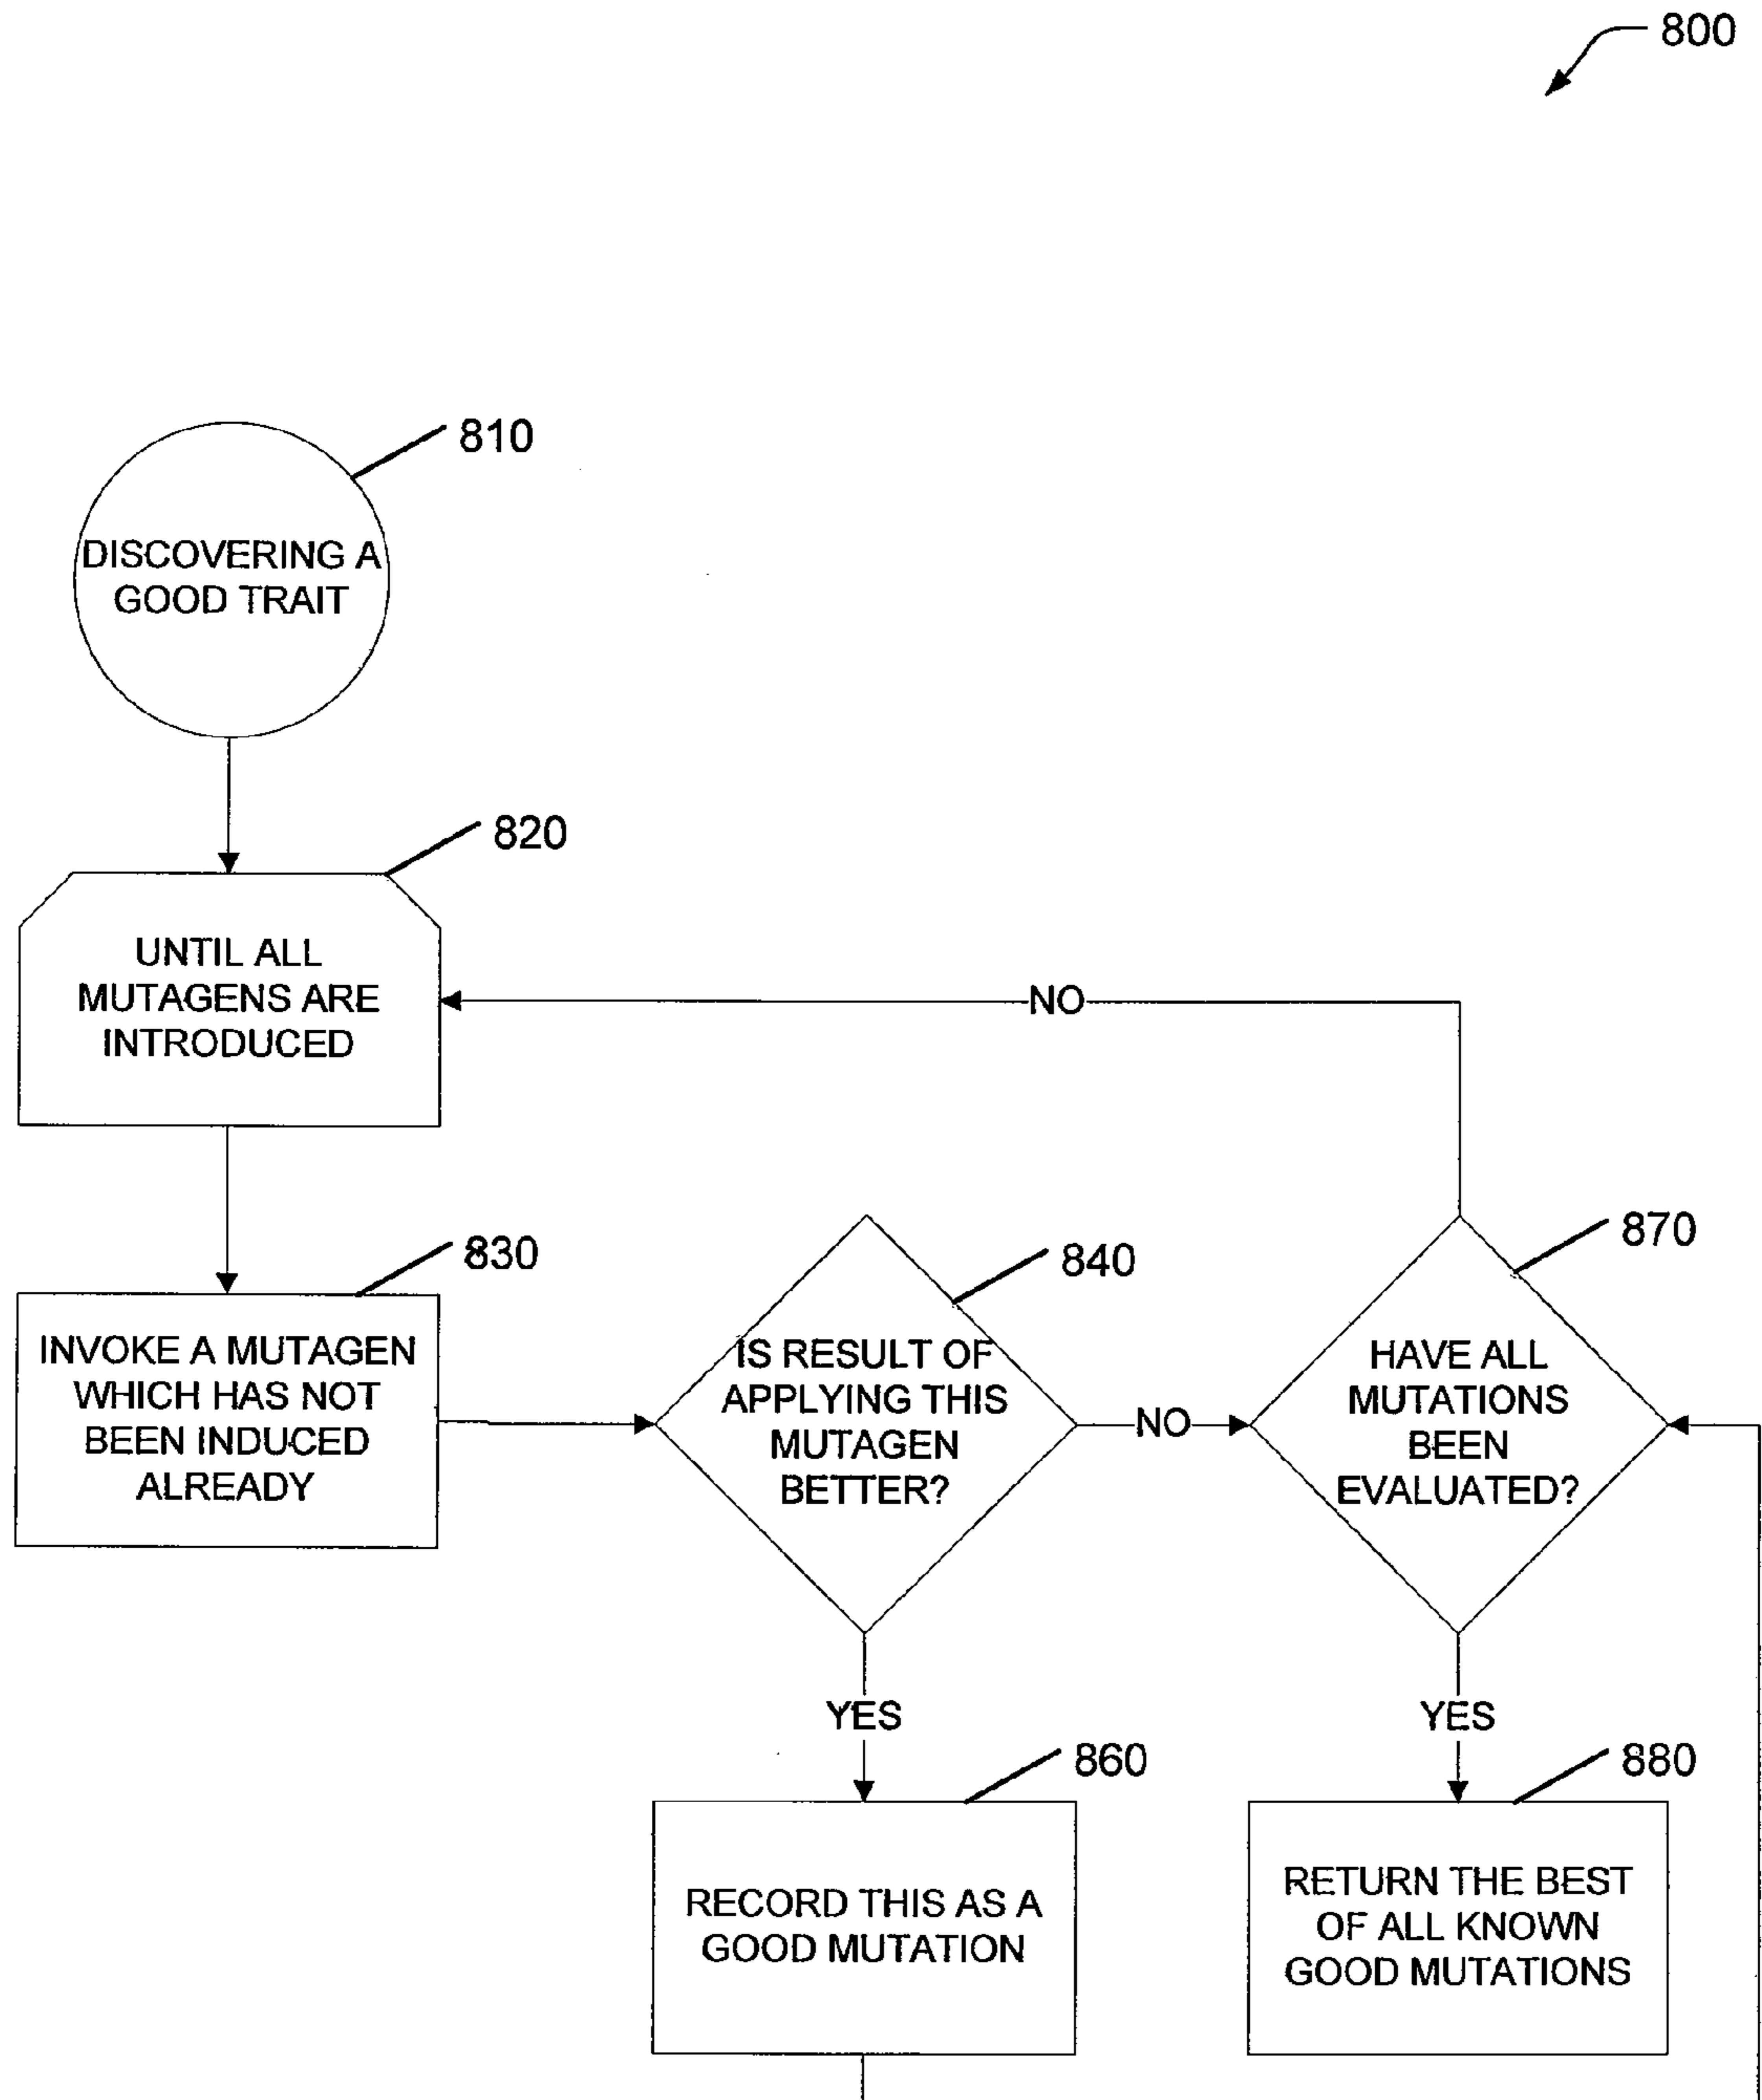 800
810
DISCOVERING A
GOOD TRAIT
820
UNTIL ALL
MUTAGENS ARE
INTRODUCED
NO
830
INVOKE A MUTAGEN
WHICH HAS NOT
BEEN INDUCED
ALREADY
840
IS RESULT OF
APPLYING THIS
MUTAGEN
BETTER?
NO
870
HAVE ALL
MUTATIONS
BEEN
EVALUATED?
YES
YES
860
RECORD THIS AS A
GOOD MUTATION
880
RETURN THE BEST
OF ALL KNOWN
GOOD MUTATIONS